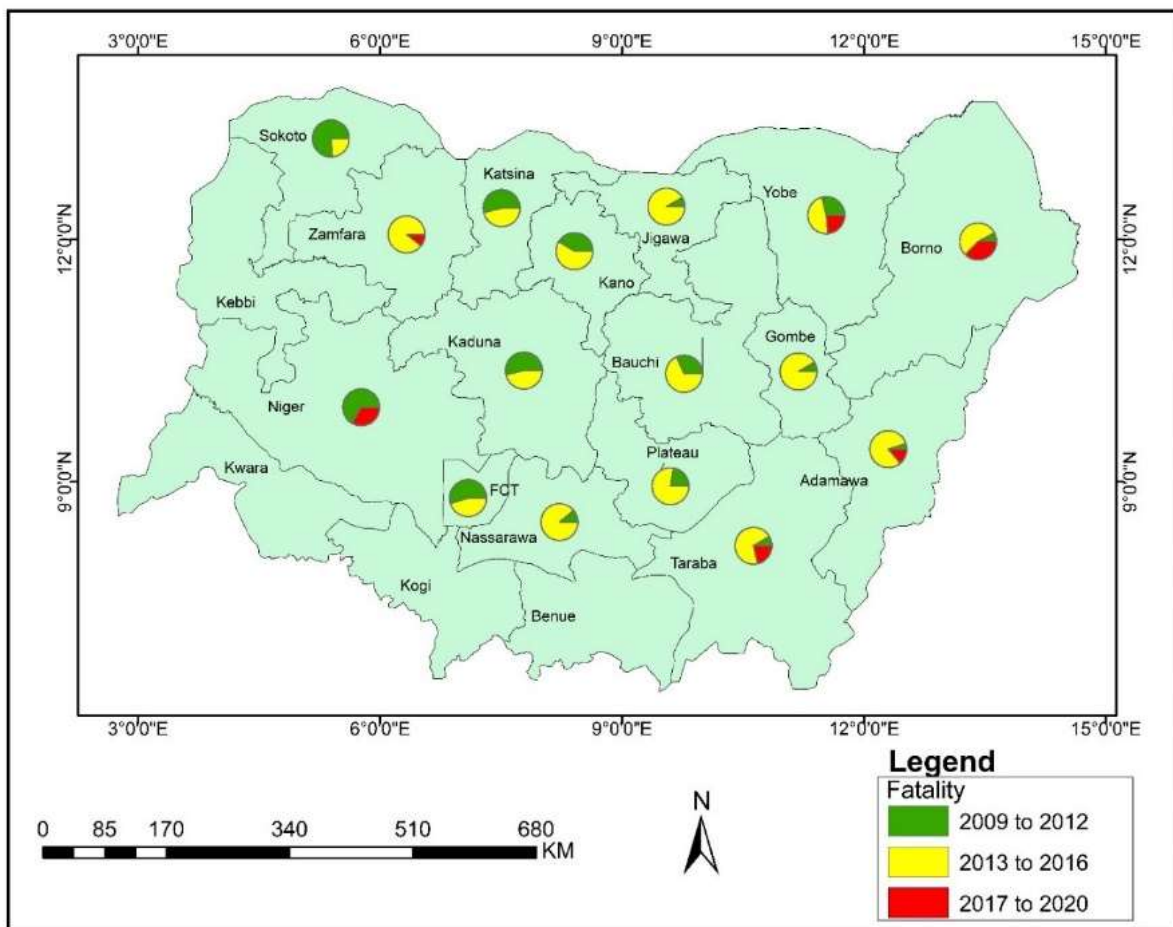 3°0'0"E 6°0'0"E 9°0'0"E 12°0'0"E 15°0'0"E
Sokoto
Katsina
Yobe
Zamfara
Jigawa
Borno
12°0'0"N
12°0'0"N
Kano
Kebbi
Kaduna
Gombe
Bauchi
Niger
Plateau
Kwara
Adamawa
9°0'0"N
9°0'0"N
FCT
Nassarawa
Taraba
Kogi
Benue
3°0'0"E 6°0'0"E 9°0'0"E 12°0'0"E 15°0'0"E
Legend
Fatality
2009 to 2012
2013 to 2016
2017 to 2020
N
0 85 170 340 510 680
KM